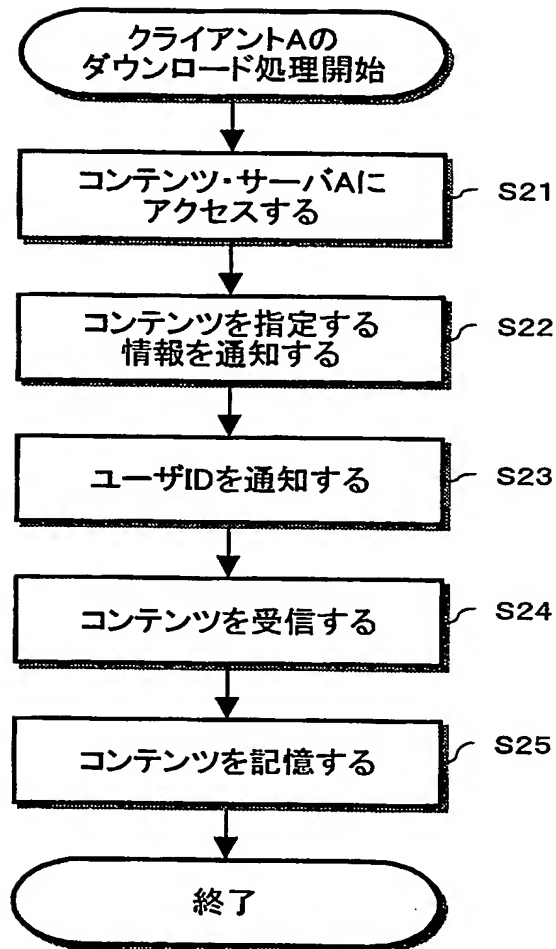 クライアントAの
ダウンロード処理開始
コンテンツ・サーバAに
アクセスする
S21
コンテンツを指定する
情報を通知する
S22
ユーザIDを通知する
S23
コンテンツを受信する
S24
コンテンツを記憶する
S25
終了